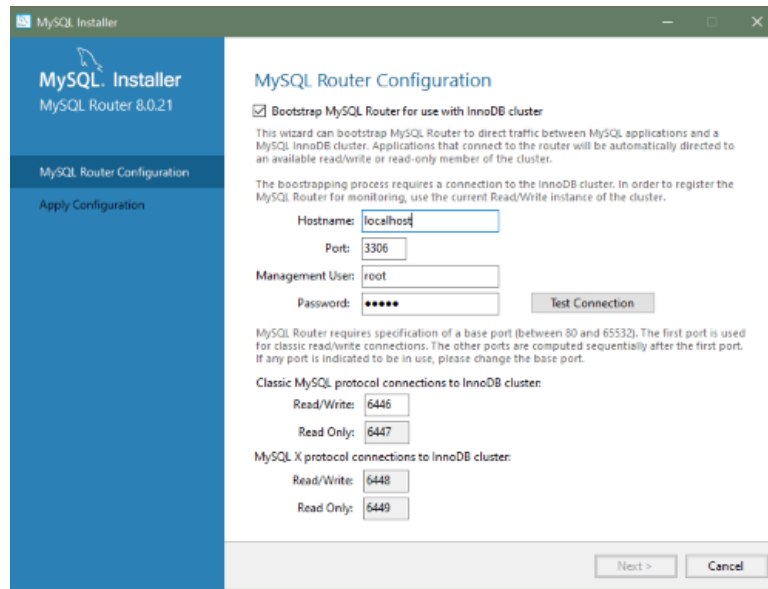 MySQL Installer
MySQL. Installer
MySQL Router 8.0.21
MySQL Router Configuration
Apply Configuration
MySQL Router Configuration
Bootstrap MySQL Router for use with InnoDB cluster
This wizard can bootstrap MySQL Router to direct traffic between MySQL applications and a
MySQL InnoDB cluster. Applications that connect to the router will be automatically directed to
an available read/write or read-only member of the cluster.
The boostrapping process requires a connection to the InnoDB cluster. In order to register the
MySQL Router for monitoring, use the current Read/Write instance of the cluster.
Hostname: localhost
Port: 3306
Management User: root
Password: •••••
Test Connection
MySQL Router requires specification of a base port (between 80 and 65532). The first port is used
for classic read/write connections. The other ports are computed sequentially after the first port.
If any port is indicated to be in use, please change the base port.
Classic MySQL protocol connections to InnoDB cluster:
Read/Write: 6446
Read Only: 6447
MySQL X protocol connections to InnoDB cluster:
Read/Write: 6448
Read Only: 6449
Next >
Cancel